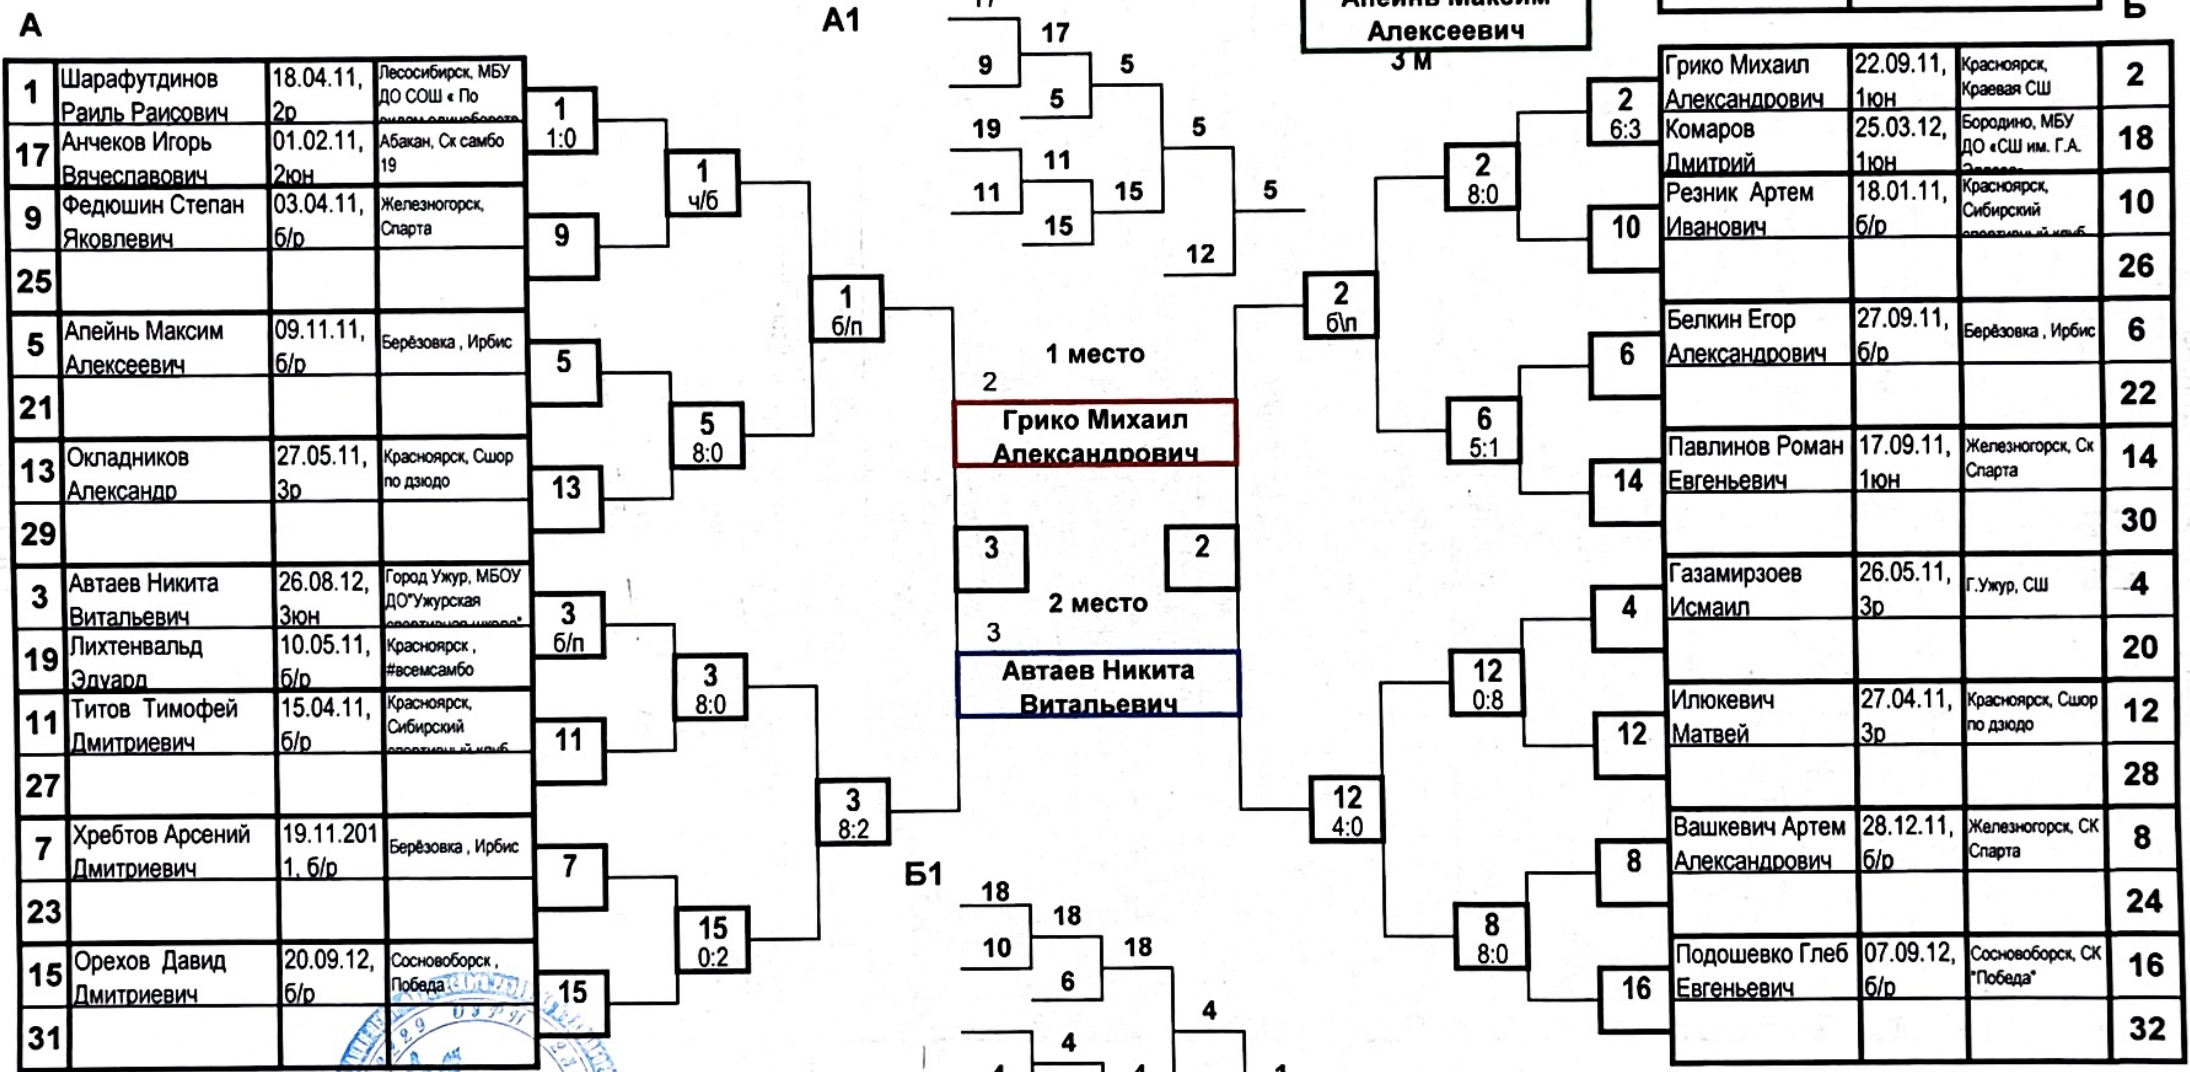 А
А1
Алексеевич
3 м
Б
1
Шарафутдинов
Раиль Раисович
18.04.11,
2р
Лесосибирск, МБУ
ДО СОШ « По
17
Анчеков Игорь
Вячеславович
01.02.11,
2юн
Абакан, Ск самбо
19
9
Федюшин Степан
Яковлевич
03.04.11,
б/р
Железногорск,
Спарта
25
5
Апейнь Максим
Алексеевич
09.11.11,
б/р
Берёзовка , Ирбис
21
13
Окладников
Александр
27.05.11,
3р
Красноярск, Сшор
по дзюдо
29
3
Автаев Никита
Витальевич
26.08.12,
3юн
Город Ужур, МБОУ
ДО"Ужурская
спортивная школа"
19
Лихтенвальд
Эдуард
10.05.11,
б/р
Красноярск ,
#всемсамбо
11
Титов Тимофей
Дмитриевич
15.04.11,
б/р
Красноярск,
Сибирский
спортивный клуб
27
7
Хребтов Арсений
Дмитриевич
19.11.201
1, б/р
Берёзовка , Ирбис
23
15
Орехов Давид
Дмитриевич
20.09.12,
б/р
Сосновоборск ,
Победа
31
1
1:0
9
5
13
3
б/п
11
7
15
1
ч/б
5
8:0
3
8:0
15
0:2
1
б/п
3
8:2
17
9
5
5
19
11
11
15
15
5
12
5
1 место
2
Грико Михаил
Александрович
3
2
2 место
3
Автаев Никита
Витальевич
Б1
18
18
10
18
6
4
4
2
б\п
12
4:0
2
8:0
6
5:1
12
0:8
8
8:0
2
6:3
10
6
14
4
12
8
16
Грико Михаил
Александрович
22.09.11,
1юн
Красноярск,
Краевая СШ
2
Комаров
Дмитрий
25.03.12,
1юн
Бородино, МБУ
ДО «СШ им. Г.А.
18
Резник Артем
Иванович
18.01.11,
б/р
Красноярск,
Сибирский
спортивный клуб
10
26
Белкин Егор
Александрович
27.09.11,
б/р
Берёзовка , Ирбис
6
22
Павлинов Роман
Евгеньевич
17.09.11,
1юн
Железногорск, Ск
Спарта
14
30
Газамирзоев
Исмаил
26.05.11,
3р
Г.Ужур, СШ
4
20
Илюкевич
Матвей
27.04.11,
3р
Красноярск, Сшор
по дзюдо
12
28
Вашкевич Артем
Александрович
28.12.11,
б/р
Железногорск, СК
Спарта
8
24
Подошевко Глеб
Евгеньевич
07.09.12,
б/р
Сосновоборск, СК
"Победа"
16
32